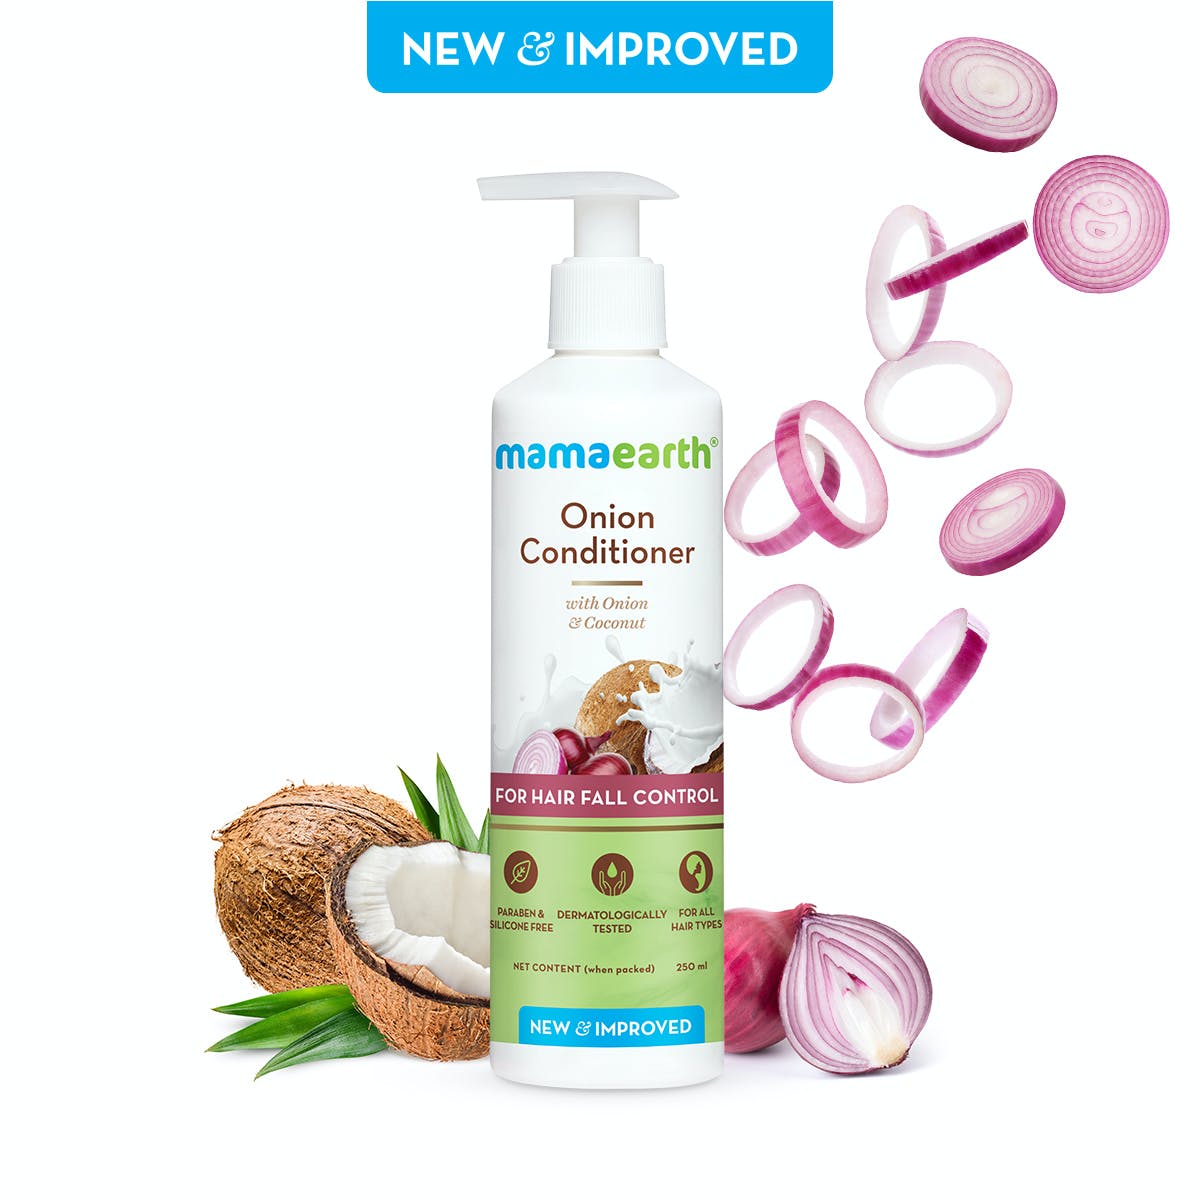 NEW & IMPROVED
mamaearth®
Onion
Conditioner
with Onion
& Coconut
FOR HAIR FALL CONTROL
PARABEN &
SILICONE FREE
DERMATOLOGICALLY
TESTED
FOR ALL
HAIR TYPES
NET CONTENT (when packed) 250 ml
NEW & IMPROVED